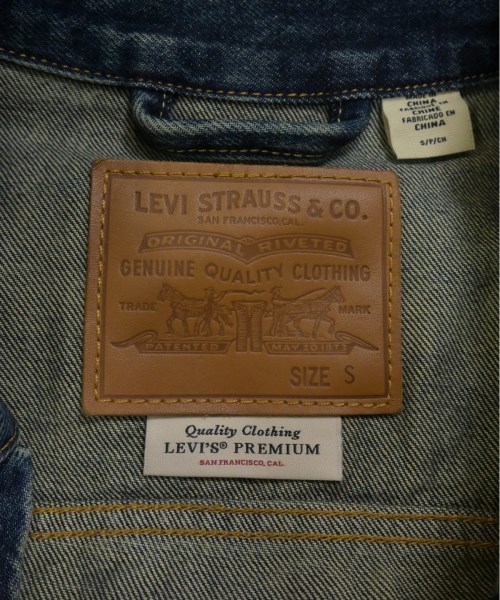 CHINA
FABRIQUÉ EN
CHINE
FABRICADO EN
CHINA
S/P/CH
LEVI STRAUSS & CO.
SAN FRANCISCO, CAL.
ORIGINAL RIVETED
GENUINE QUALITY CLOTHING
TRADE MARK
PATENTED MAY 20 1873
SIZE S
Quality Clothing
LEVI'S® PREMIUM
SAN FRANCISCO, CAL.